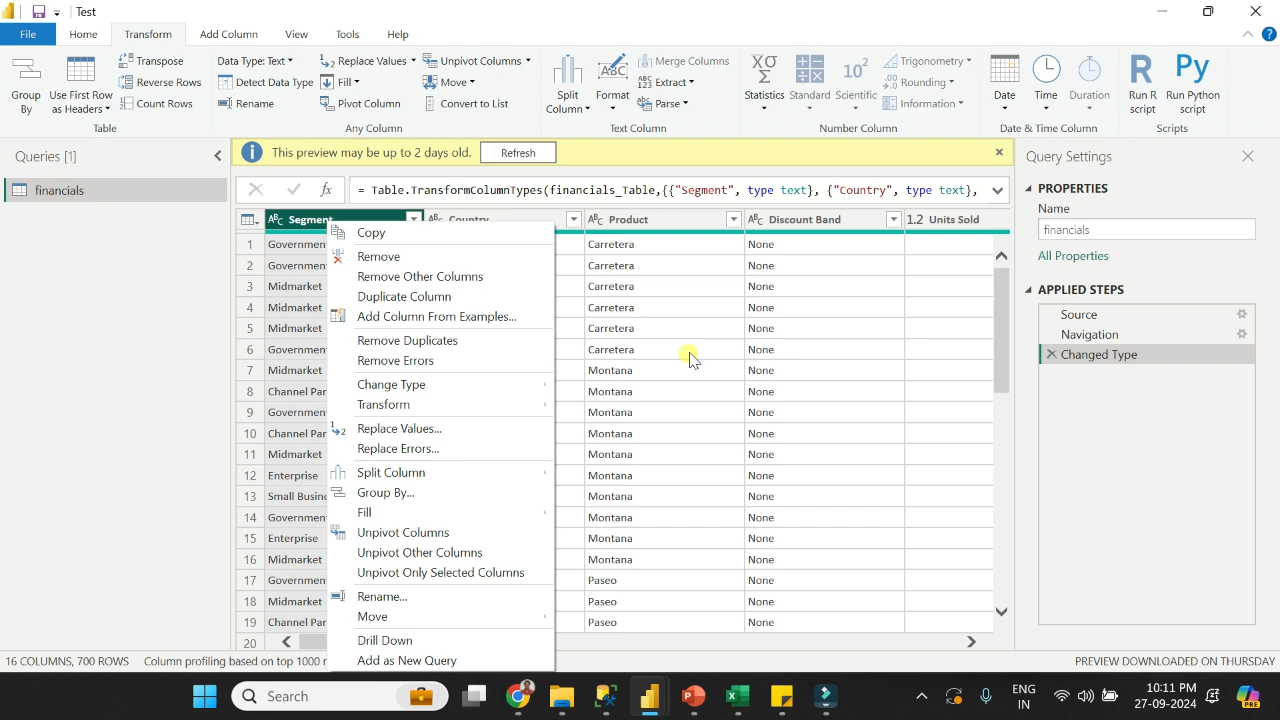 Test
File Home Transform Add Column View Tools Help
Group By
Use First Row as Headers
Transpose
Reverse Rows
Count Rows
Table
Data Type: Text
Detect Data Type
Rename
Replace Values
Fill
Pivot Column
Unpivot Columns
Move
Convert to List
Any Column
Split Column
Format
Merge Columns
Extract
Parse
Text Column
Statistics
Standard
Scientific
Trigonometry
Rounding
Information
Number Column
Date
Time
Duration
Date & Time Column
Run R script
Run Python script
Scripts
Queries [1]
financials
This preview may be up to 2 days old. Refresh
= Table.TransformColumnTypes(financials_Table,{{"Segment", type text}, {"Country", type text},
Segment Country Product Discount Band 1.2 Units Sold
1 Governmen Carretera None
2 Governmen Carretera None
3 Midmarket Carretera None
4 Midmarket Carretera None
5 Midmarket Carretera None
6 Governmen Carretera None
7 Midmarket Montana None
8 Channel Par Montana None
9 Governmen Montana None
10 Channel Par Montana None
11 Midmarket Montana None
12 Enterprise Montana None
13 Small Busine Montana None
14 Governmen Montana None
15 Enterprise Montana None
16 Midmarket Montana None
17 Governmen Paseo None
18 Midmarket Paseo None
19 Channel Par Paseo None
20
Copy
Remove
Remove Other Columns
Duplicate Column
Add Column From Examples...
Remove Duplicates
Remove Errors
Change Type
Transform
Replace Values...
Replace Errors...
Split Column
Group By...
Fill
Unpivot Columns
Unpivot Other Columns
Unpivot Only Selected Columns
Rename...
Move
Drill Down
Add as New Query
Query Settings
PROPERTIES
Name
financials
All Properties
APPLIED STEPS
Source
Navigation
Changed Type
16 COLUMNS, 700 ROWS Column profiling based on top 1000 r PREVIEW DOWNLOADED ON THURSDAY
Search
ENG
IN
10:11 PM
27-09-2024